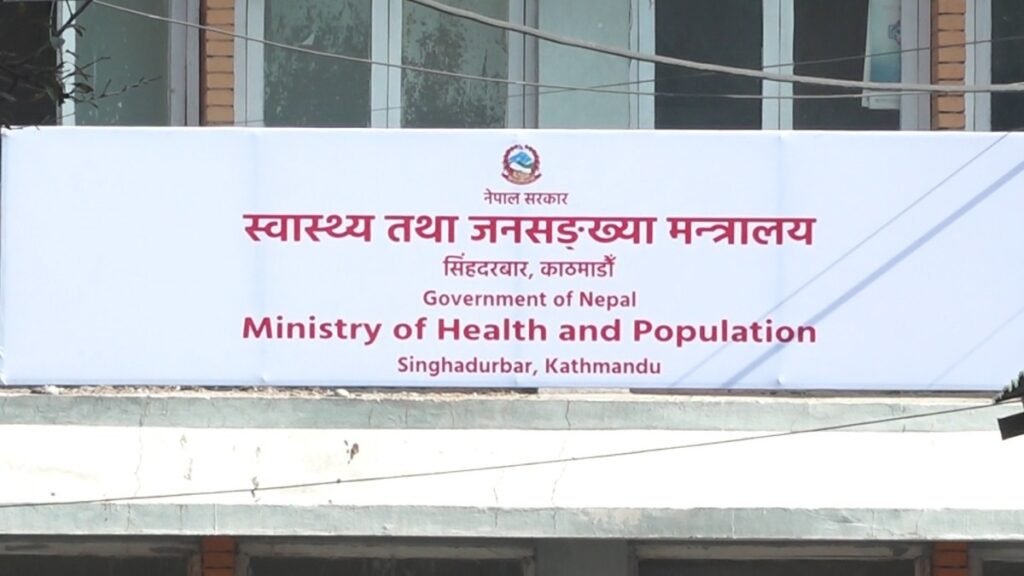 नेपाल सरकार
स्वास्थ्य तथा जनसङ्ख्या मन्त्रालय
सिंहदरबार, काठमाडौँ
Government of Nepal
Ministry of Health and Population
Singhadurbar, Kathmandu